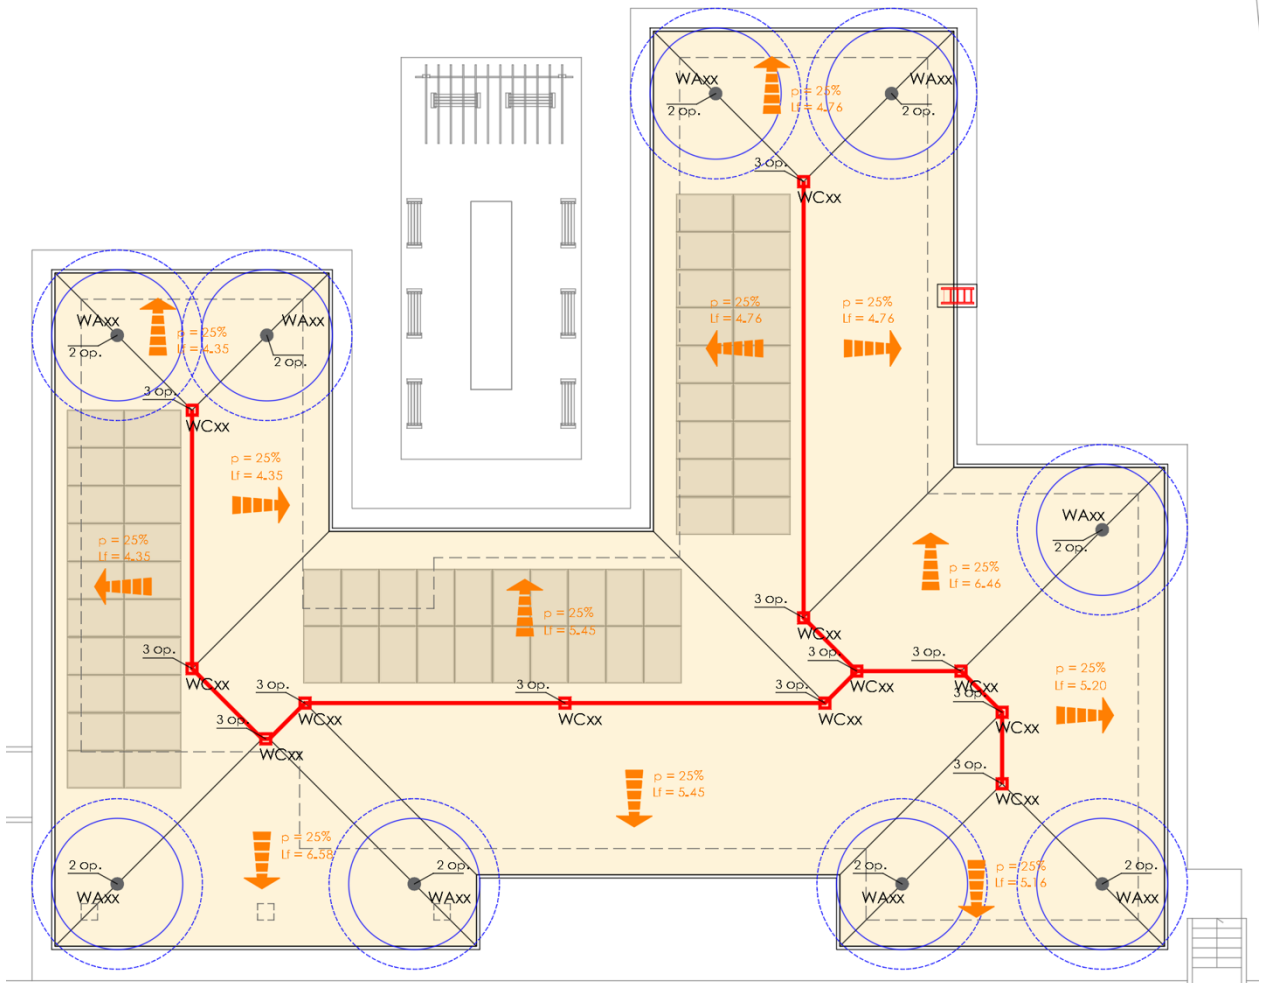 WAxx
WAxx
p = 25%
Lf = 4.76
2 op.
2 op.
3 op.
WCxx
p = 25%
Lf = 4.76
p = 25%
Lf = 4.76
WAxx
WAxx
p = 25%
Lf = 4.35
2 op.
2 op.
3 op.
WCxx
p = 25%
Lf = 4.35
WAxx
2 op.
p = 25%
Lf = 4.35
p = 25%
Lf = 6.46
3 op.
WCxx
p = 25%
Lf = 5.45
3 op.
WCxx
3 op.
WCxx
3 op.
WCxx
p = 25%
Lf = 5.20
3 op.
WCxx
3 op.
WCxx
3 op.
WCxx
3 op.
WCxx
3 op.
WCxx
3 op.
WCxx
p = 25%
Lf = 5.45
p = 25%
Lf = 6.58
2 op.
WAxx
2 op.
WAxx
2 op.
WAxx
p = 25%
Lf = 5.16
2 op.
WAxx